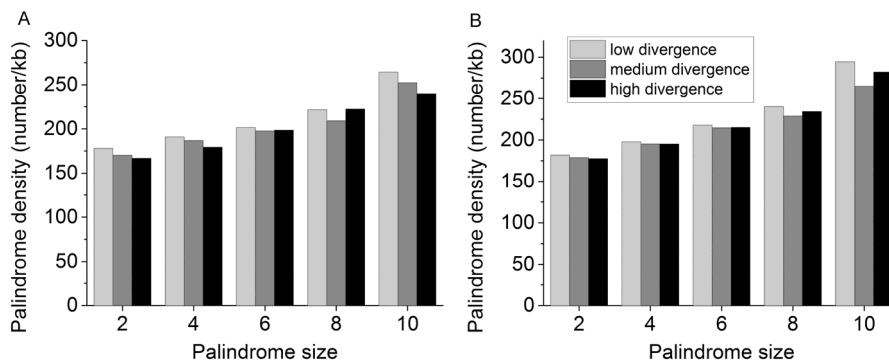 A
Palindrome density (number/kb)
300
250
200
150
100
50
0
2 4 6 8 10
Palindrome size
B
Palindrome density (number/kb)
300
250
200
150
100
50
0
low divergence
medium divergence
high divergence
2 4 6 8 10
Palindrome size